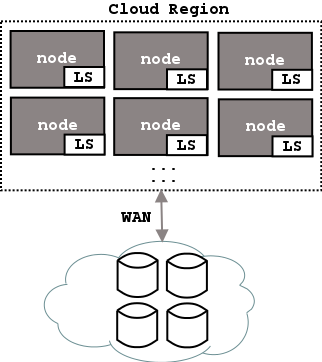 Cloud Region
node
LS
node
LS
node
LS
node
LS
node
LS
node
LS
...
...
WAN